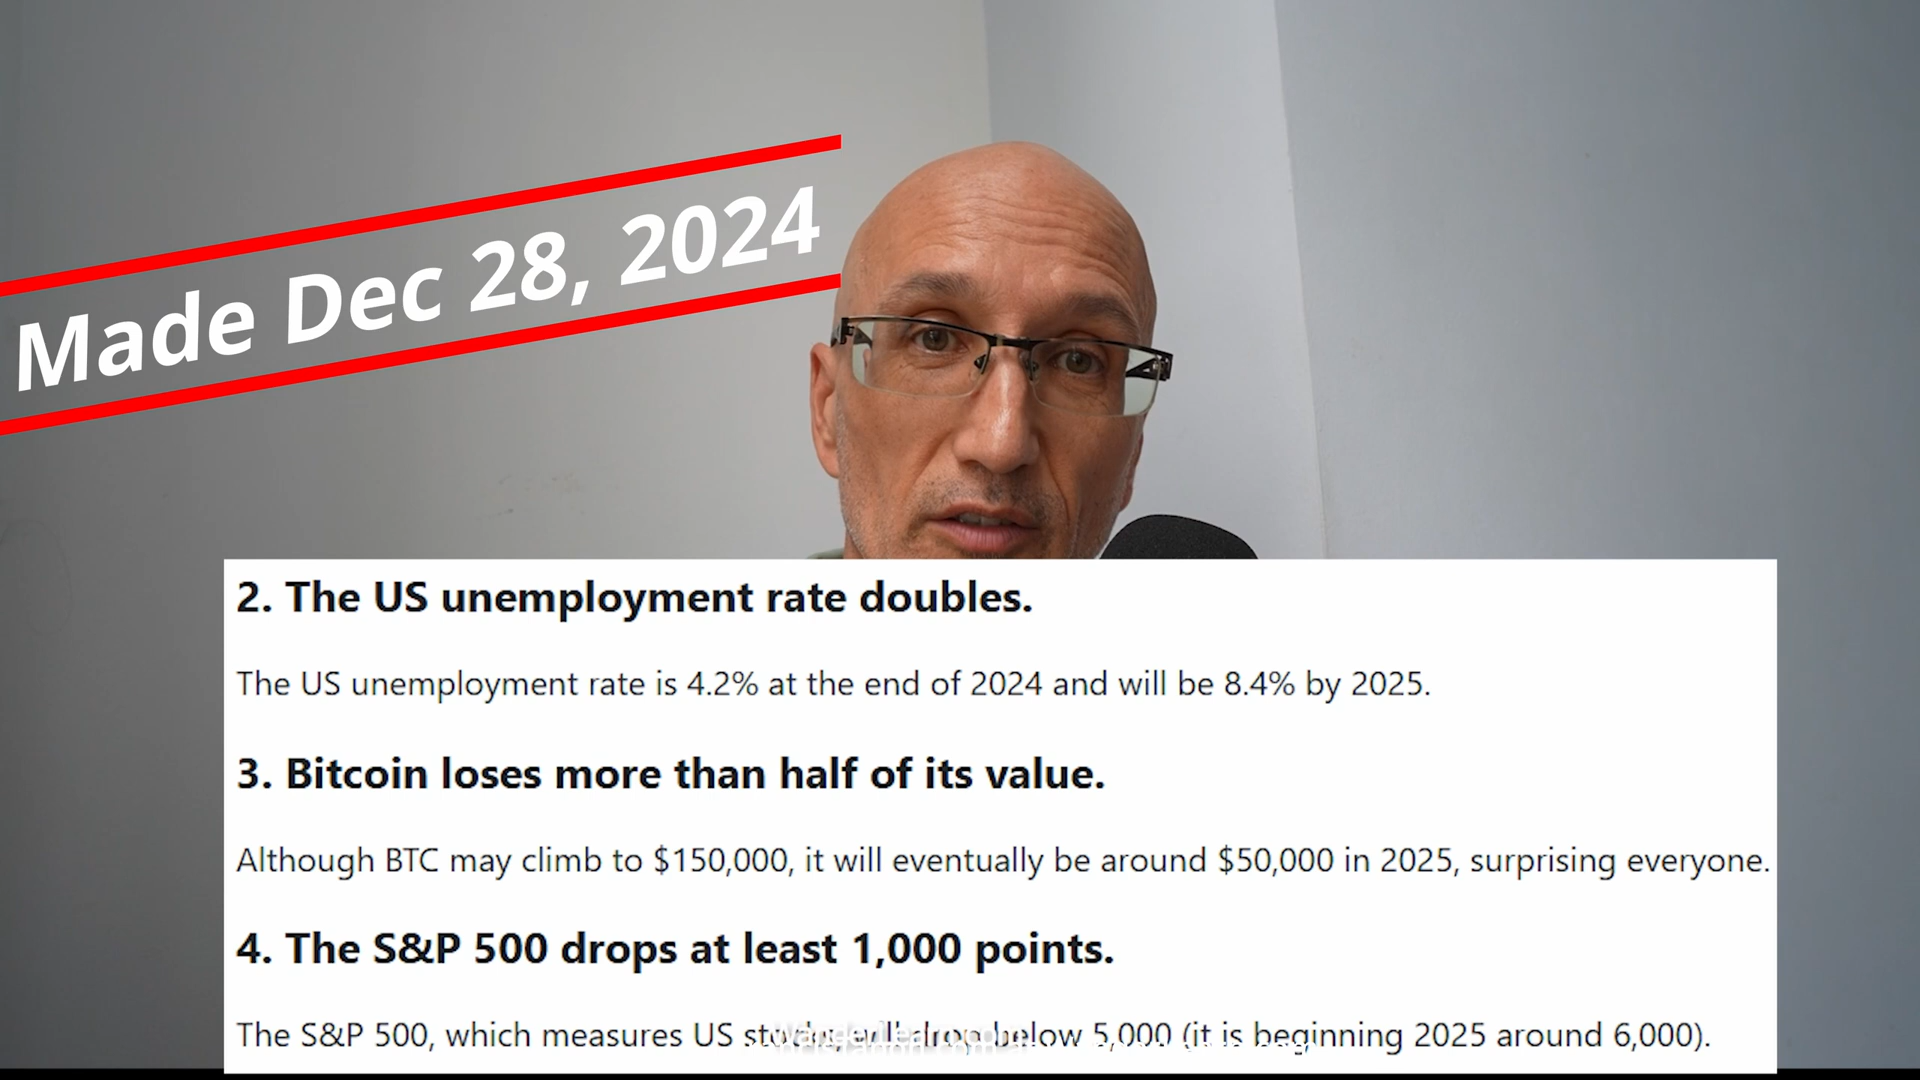 Made Dec 28, 2024
2. The US unemployment rate doubles.
The US unemployment rate is 4.2% at the end of 2024 and will be 8.4% by 2025.
3. Bitcoin loses more than half of its value.
Although BTC may climb to $150,000, it will eventually be around $50,000 in 2025, surprising everyone.
4. The S&P 500 drops at least 1,000 points.
The S&P 500, which measures US stocks, will drop below 5,000 (it is beginning 2025 around 6,000).